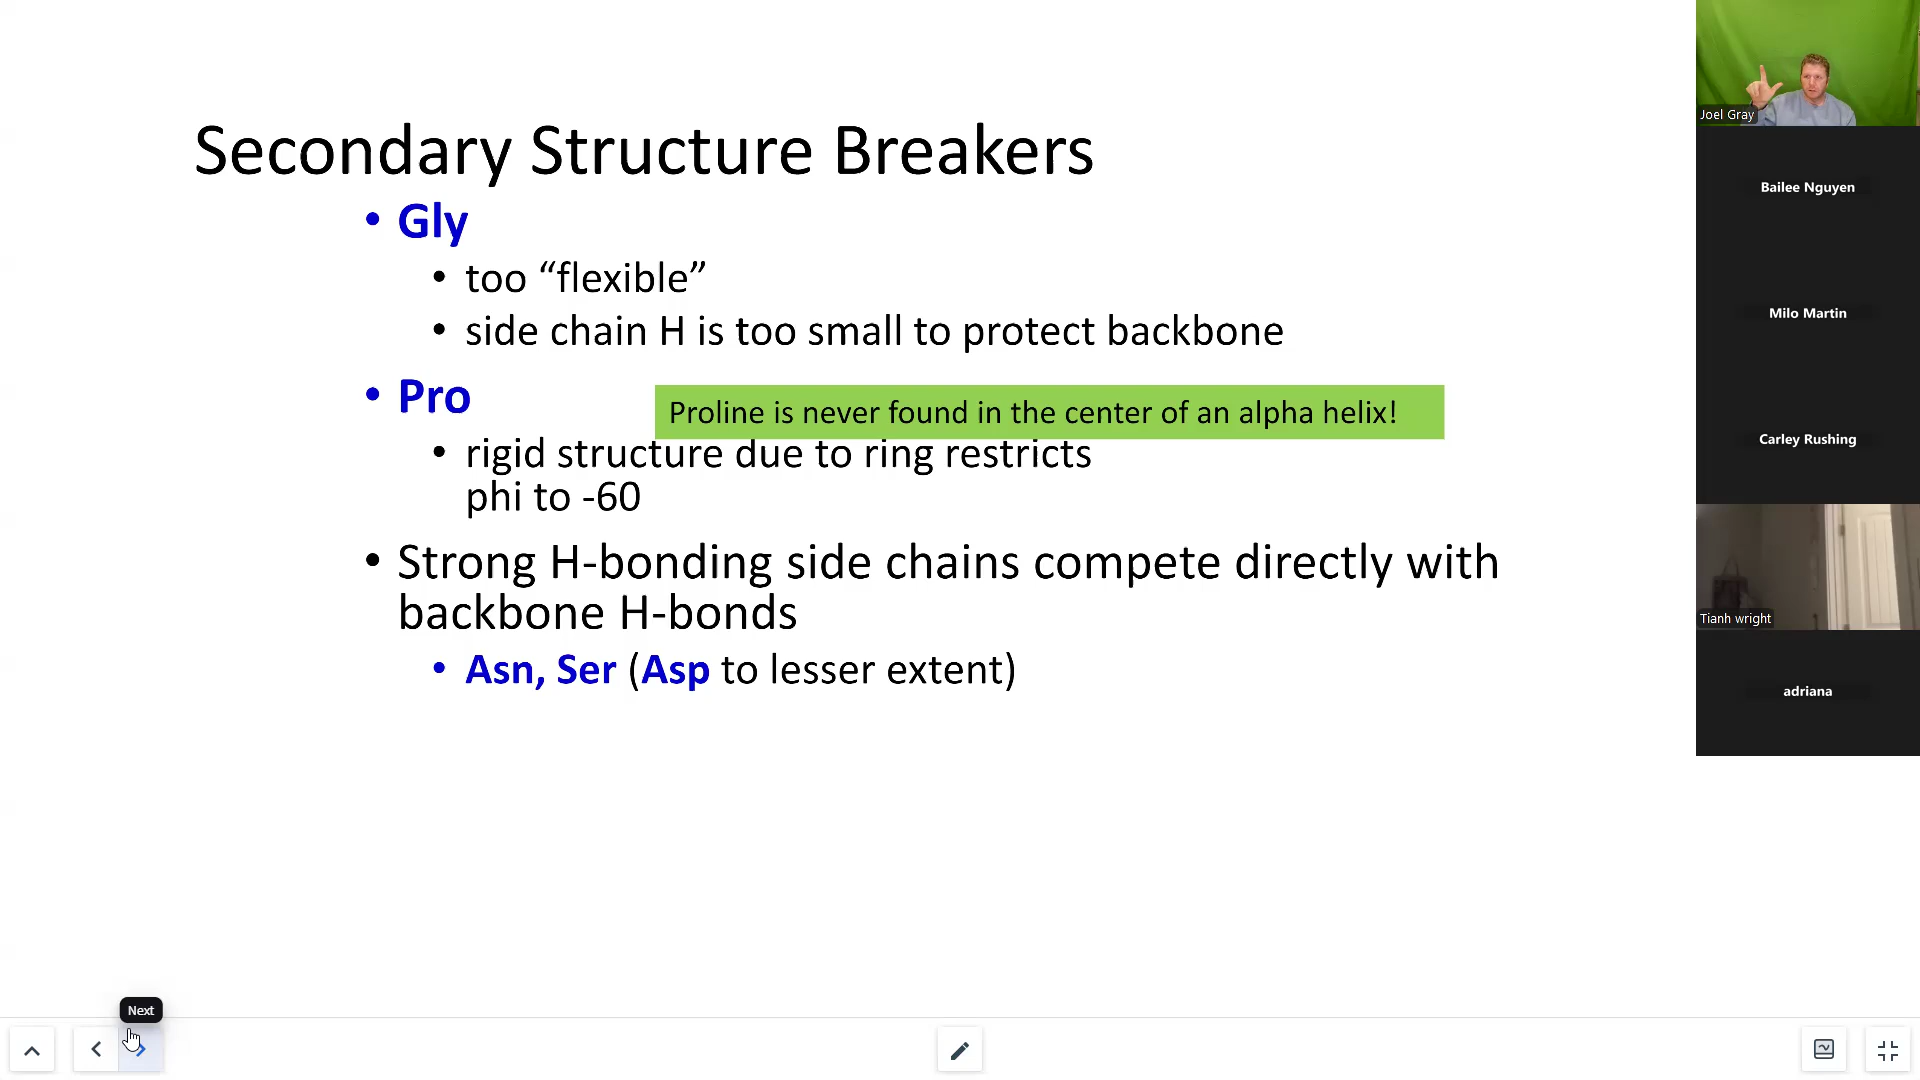 Secondary Structure Breakers
• Gly
• too “flexible”
• side chain H is too small to protect backbone
• Pro
Proline is never found in the center of an alpha helix!
• rigid structure due to ring restricts
phi to -60
• Strong H-bonding side chains compete directly with
backbone H-bonds
• Asn, Ser (Asp to lesser extent)
Next
Joel Gray
Bailee Nguyen
Milo Martin
Carley Rushing
Tianh wright
adriana